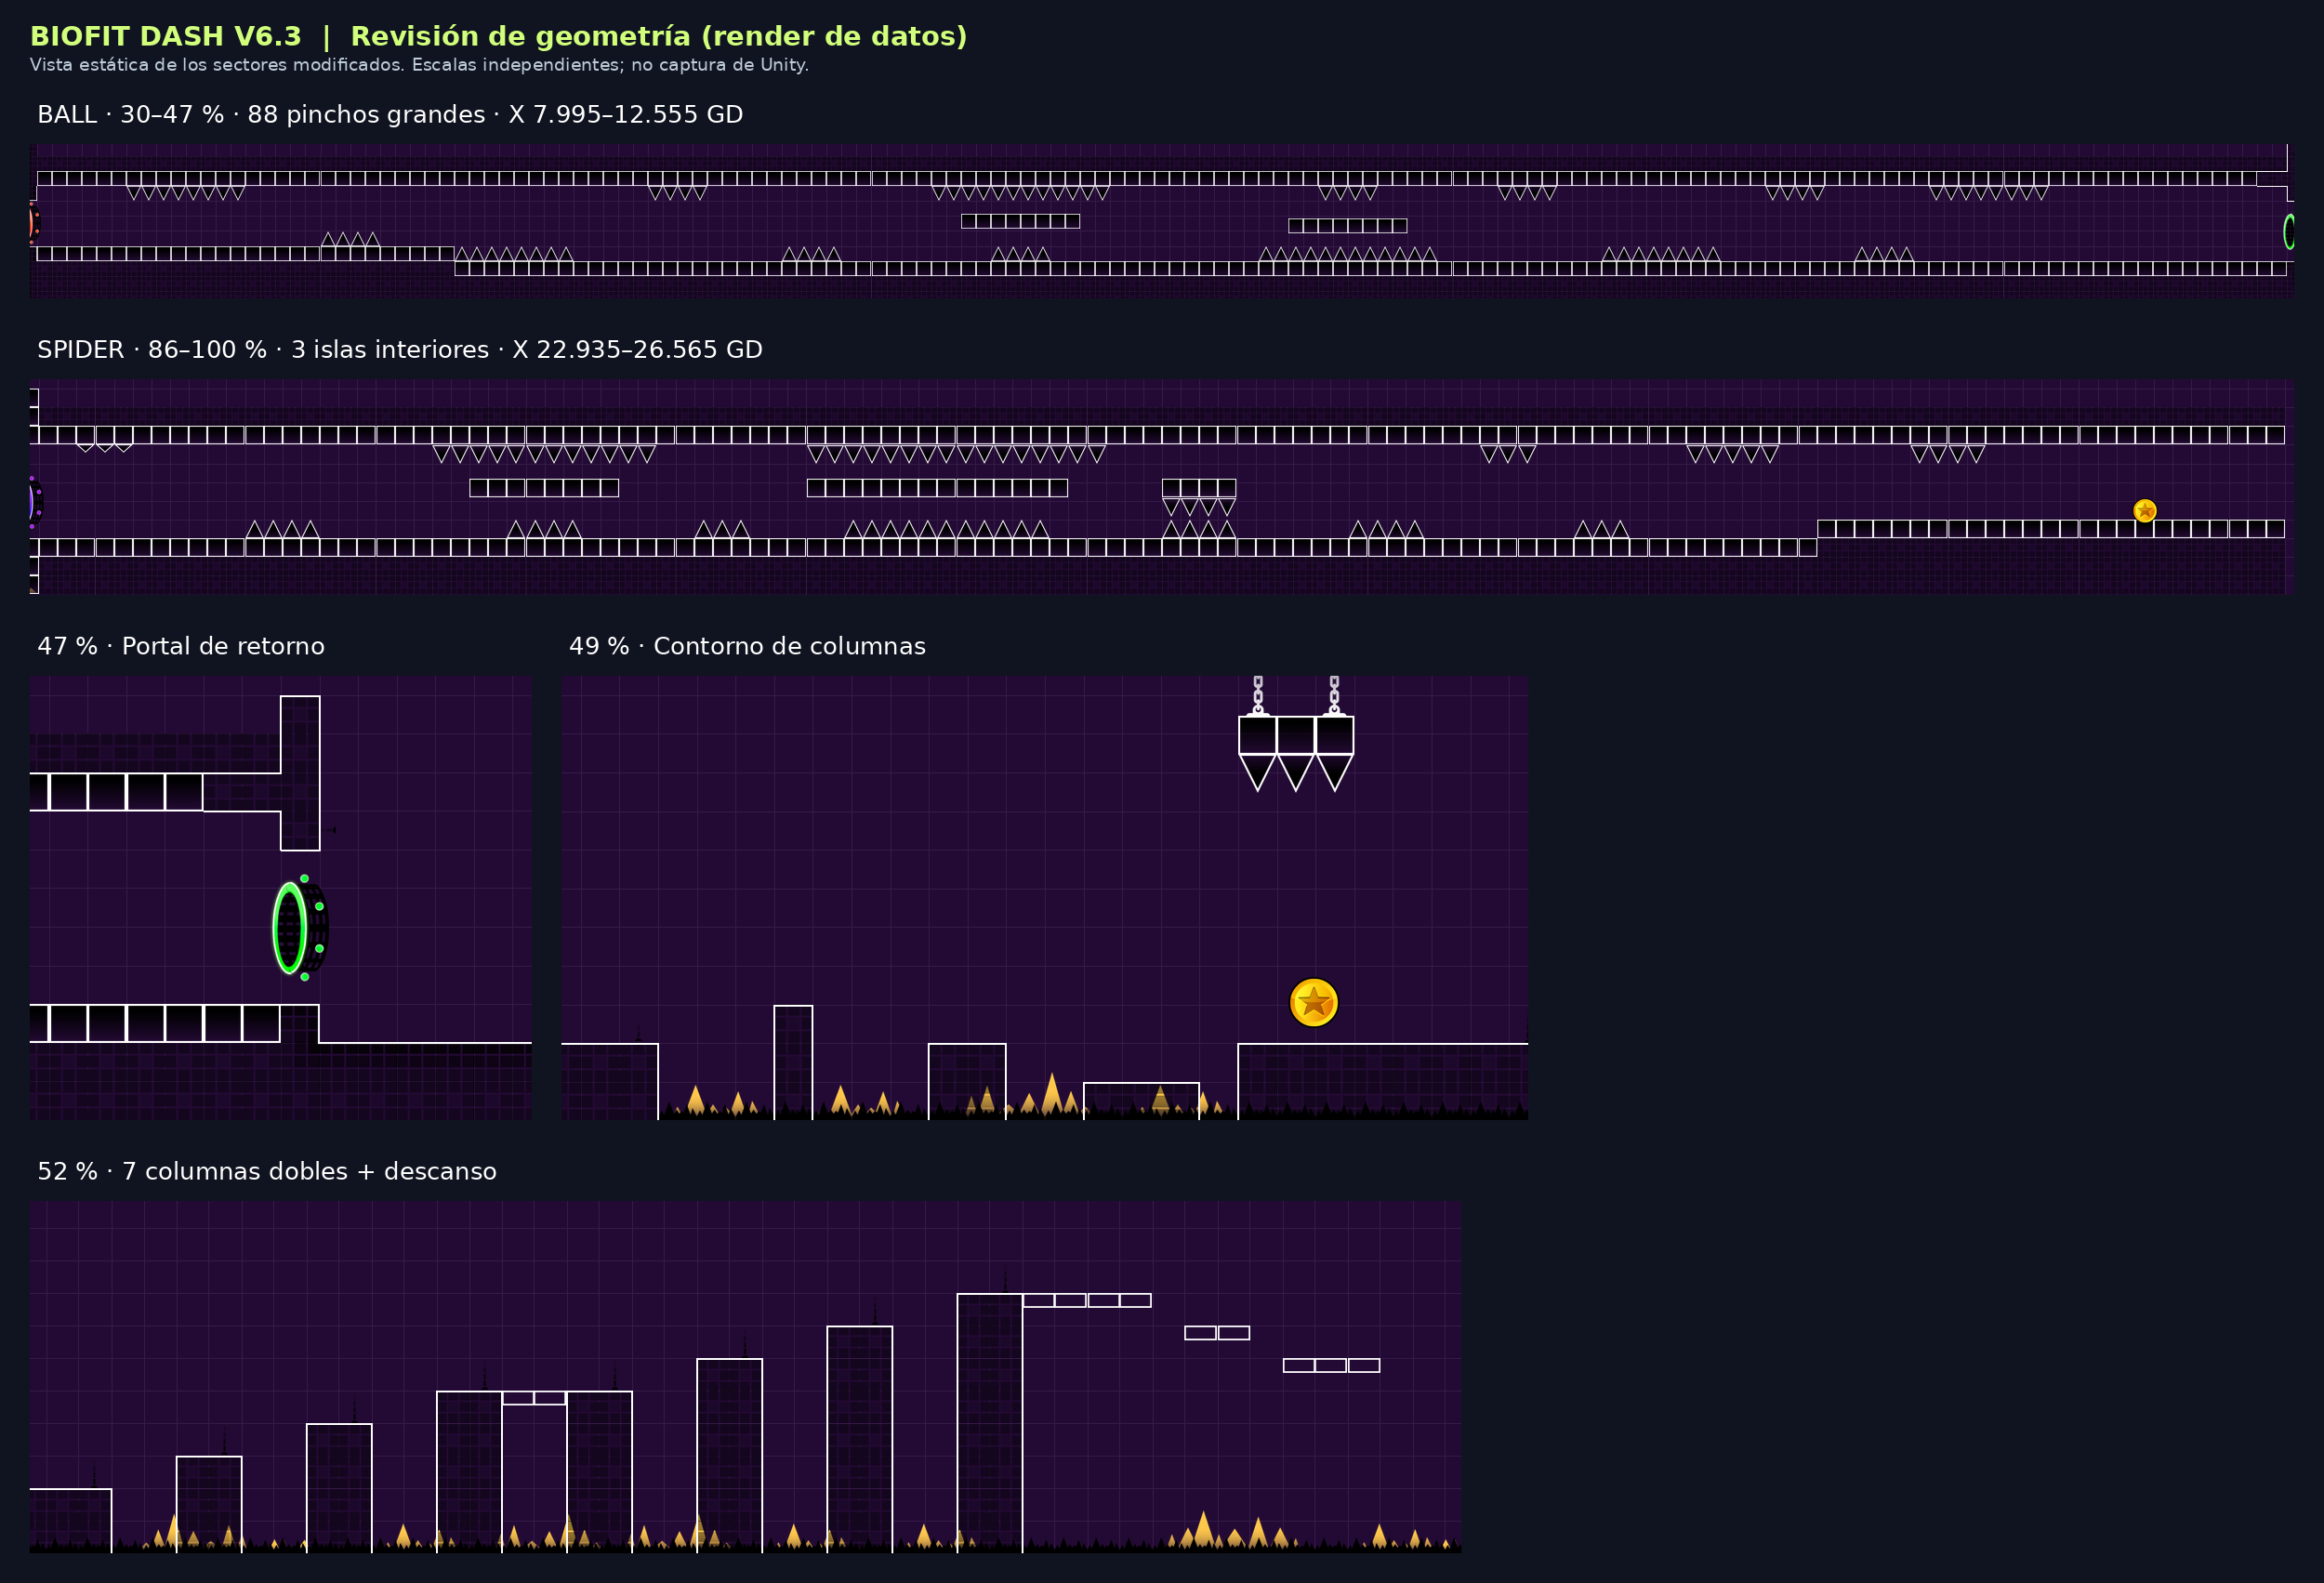 BIOFIT DASH V6.3 | Revisión de geometría (render de datos)
Vista estática de los sectores modificados. Escalas independientes; no captura de Unity.
BALL · 30–47 % · 88 pinchos grandes · X 7.995–12.555 GD
SPIDER · 86–100 % · 3 islas interiores · X 22.935–26.565 GD
47 % · Portal de retorno
49 % · Contorno de columnas
52 % · 7 columnas dobles + descanso